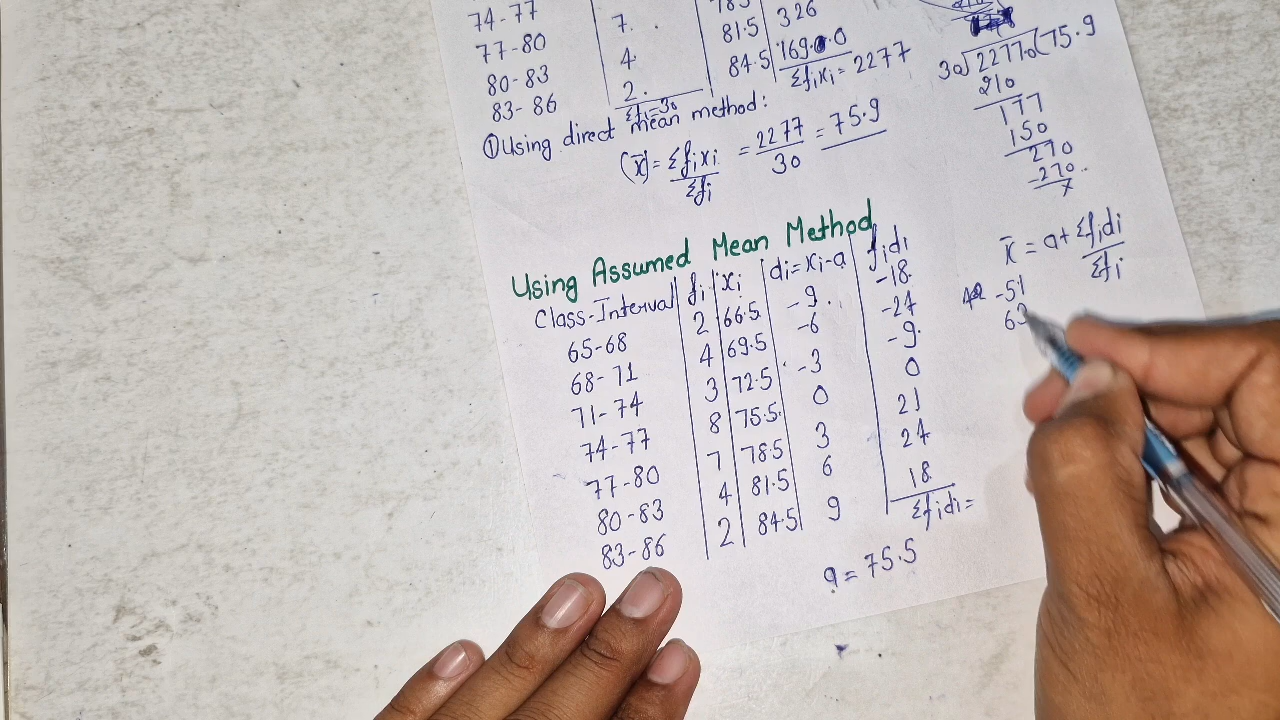 74-77 7. 78.5
77-80 4 81.5 326
80-83 2. 84.5 169.0
83-86 Σfi=30 Σfixi = 2277
30)2277.0(75.9
210
177
150
270
-270
x
①Using direct mean method:
(x̄)= Σfixi/Σfi = 2277/30 = 75.9
Using Assumed Mean Method
Class-Interval fi xi di=xi-a fidi
65-68 2 66.5 -9 -18
68-71 4 69.5 -6 -24
71-74 3 72.5 -3 -9
74-77 8 75.5 0 0
77-80 7 78.5 3 21
80-83 4 81.5 6 24
83-86 2 84.5 9 18
Σfidi=
a = 75.5
x̄ = a+ Σfidi/Σfi
-51
63